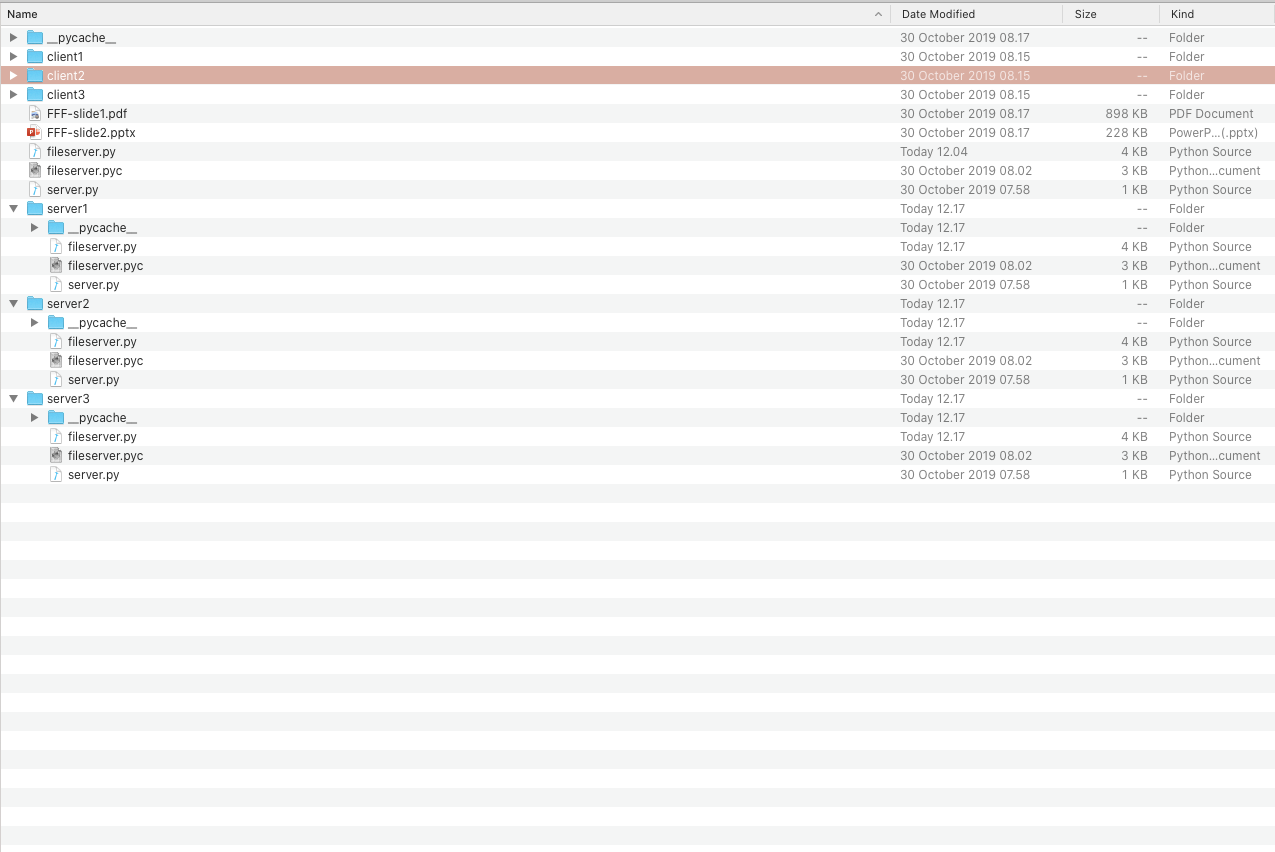 Name Date Modified Size Kind
__pycache__ 30 October 2019 08.17 -- Folder
client1 30 October 2019 08.15 -- Folder
client2 30 October 2019 08.15 -- Folder
client3 30 October 2019 08.15 -- Folder
FFF-slide1.pdf 30 October 2019 08.17 898 KB PDF Document
FFF-slide2.pptx 30 October 2019 08.17 228 KB PowerP...(.pptx)
fileserver.py Today 12.04 4 KB Python Source
fileserver.pyc 30 October 2019 08.02 3 KB Python...cument
server.py 30 October 2019 07.58 1 KB Python Source
server1 Today 12.17 -- Folder
__pycache__ Today 12.17 -- Folder
fileserver.py Today 12.17 4 KB Python Source
fileserver.pyc 30 October 2019 08.02 3 KB Python...cument
server.py 30 October 2019 07.58 1 KB Python Source
server2 Today 12.17 -- Folder
__pycache__ Today 12.17 -- Folder
fileserver.py Today 12.17 4 KB Python Source
fileserver.pyc 30 October 2019 08.02 3 KB Python...cument
server.py 30 October 2019 07.58 1 KB Python Source
server3 Today 12.17 -- Folder
__pycache__ Today 12.17 -- Folder
fileserver.py Today 12.17 4 KB Python Source
fileserver.pyc 30 October 2019 08.02 3 KB Python...cument
server.py 30 October 2019 07.58 1 KB Python Source